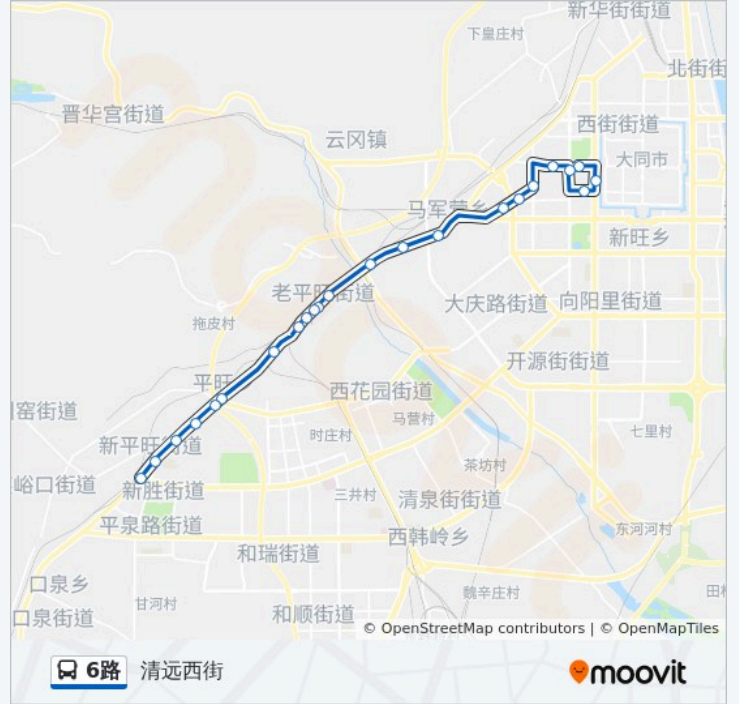 新华街街道
下皇庄村
北街街
晋华宫街道
西街街道
云冈镇
大同市
马军营乡
新旺乡
老平旺街道
大庆路街道
向阳里街道
拖皮村
开源街街道
平旺
西花园街道
窑街道
马营村
七里村
时庄村
新平旺街道
茶坊村
峪口街道
新胜街道
三井村
清泉街街道
平泉路街道
东河河村
西韩岭乡
和瑞街道
口泉乡
魏辛庄村
田村
甘河村
口泉街道
和顺街道
© OpenStreetMap contributors | © OpenMapTiles
6路 清远西街
moovit